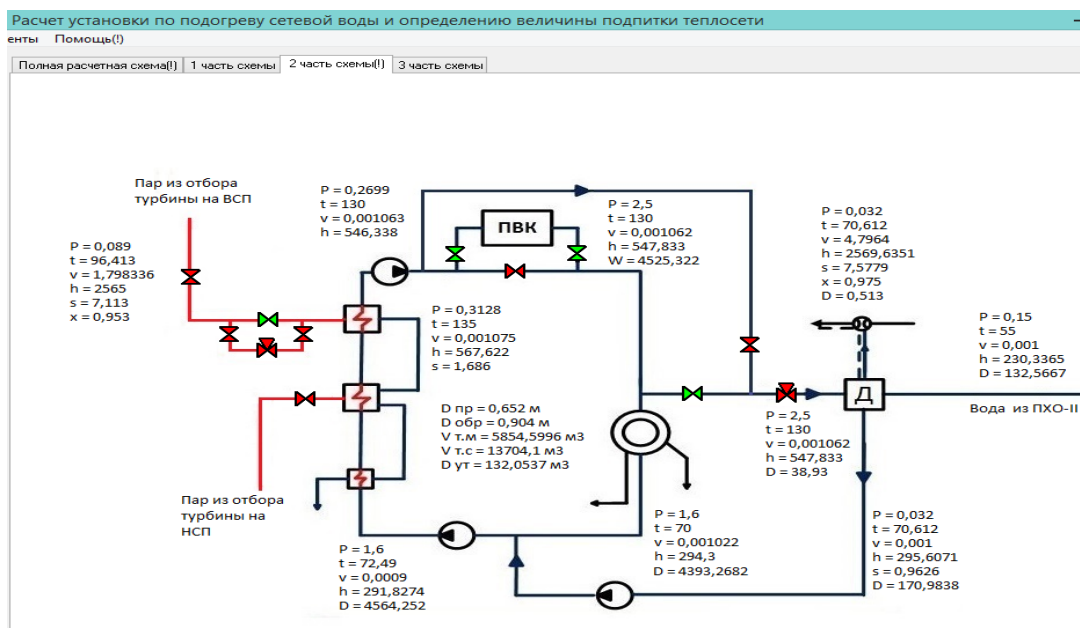 Расчет установки по подогреву сетевой воды и определению величины подпитки теплосети
енты Помощь(!)
Полная расчетная схема(!) 1 часть схемы 2 часть схемы(!) 3 часть схемы
Пар из отбора
турбины на ВСП
P = 0,089
t = 96,413
v = 1,798336
h = 2565
s = 7,113
x = 0,953
P = 0,2699
t = 130
v = 0,001063
h = 546,338
ПВК
P = 2,5
t = 130
v = 0,001062
h = 547,833
W = 4525,322
P = 0,032
t = 70,612
v = 4,7964
h = 2569,6351
s = 7,5779
x = 0,975
D = 0,513
P = 0,15
t = 55
v = 0,001
h = 230,3365
D = 132,5667
P = 0,3128
t = 135
v = 0,001075
h = 567,622
s = 1,686
Д
Вода из ПХО-II
D пр = 0,652 м
D обр = 0,904 м
V т.м = 5854,5996 м3
V т.с = 13704,1 м3
D ут = 132,0537 м3
P = 2,5
t = 130
v = 0,001062
h = 547,833
D = 38,93
Пар из отбора
турбины на
НСП
P = 1,6
t = 72,49
v = 0,0009
h = 291,8274
D = 4564,252
P = 1,6
t = 70
v = 0,001022
h = 294,3
D = 4393,2682
P = 0,032
t = 70,612
v = 0,001
h = 295,6071
s = 0,9626
D = 170,9838